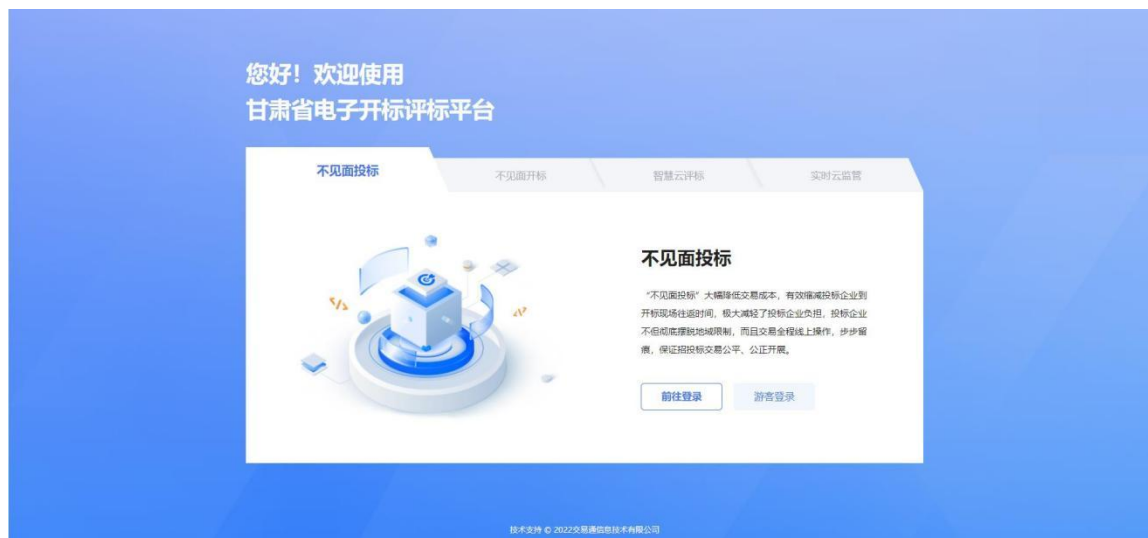 您好！欢迎使用
甘肃省电子开标评标平台
不见面投标
不见面开标
智慧云评标
实时云监管
不见面投标
“不见面投标”大幅降低交易成本，有效缩减投标企业到
开标现场往返时间，极大减轻了投标企业负担，投标企业
不但彻底摆脱地域限制，而且交易全程线上操作，步步留
痕，保证招投标交易公平、公正开展。
前往登录
游客登录
技术支持 © 2022交易通信息技术有限公司